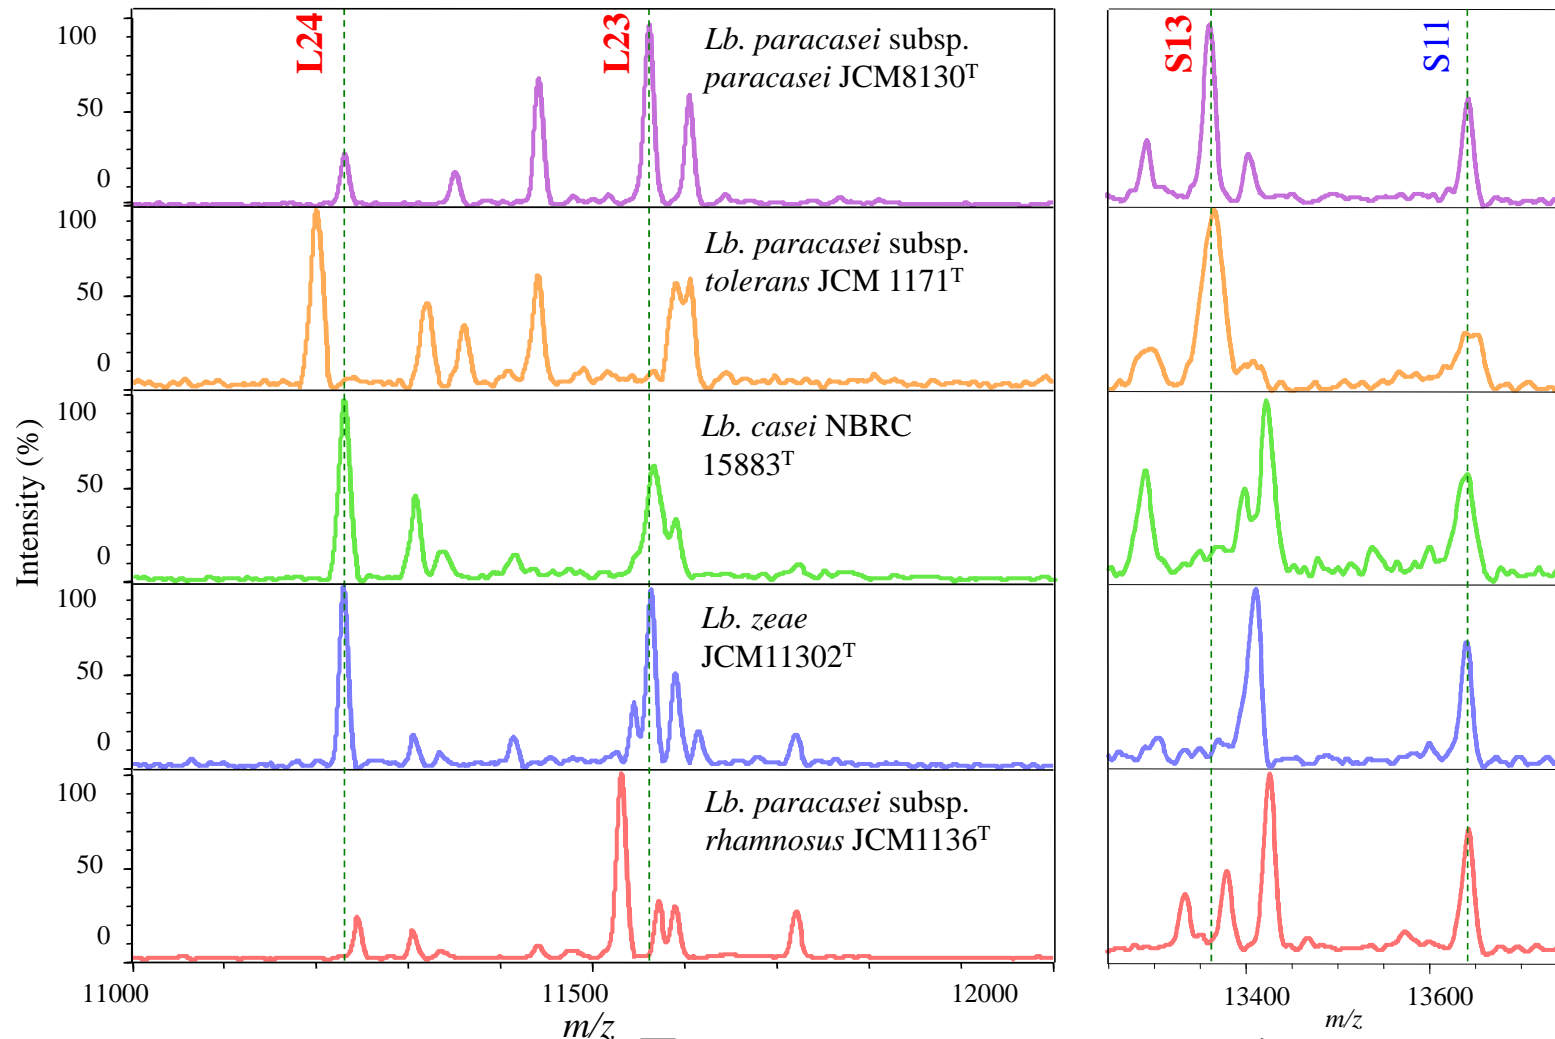 L24
L23
S13
S11
Lb. paracasei subsp.
paracasei JCM8130ᵀ
100
50
0
Lb. paracasei subsp.
tolerans JCM 1171ᵀ
100
50
0
Lb. casei NBRC
15883ᵀ
100
50
0
Lb. zeae
JCM11302ᵀ
100
50
0
Lb. paracasei subsp.
rhamnosus JCM1136ᵀ
100
50
0
Intensity (%)
11000 11500 12000
m/z
13400 13600
m/z